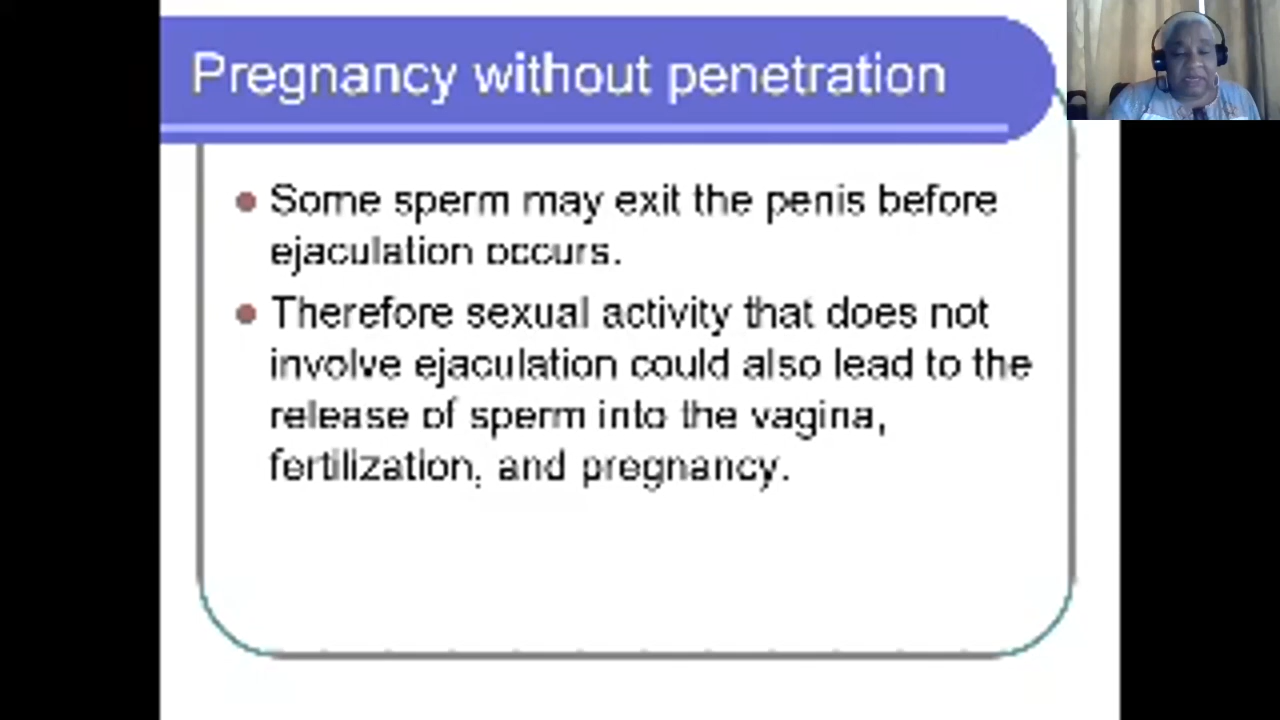 Pregnancy without penetration
Some sperm may exit the penis before
ejaculation occurs.
Therefore sexual activity that does not
involve ejaculation could also lead to the
release of sperm into the vagina,
fertilization, and pregnancy.